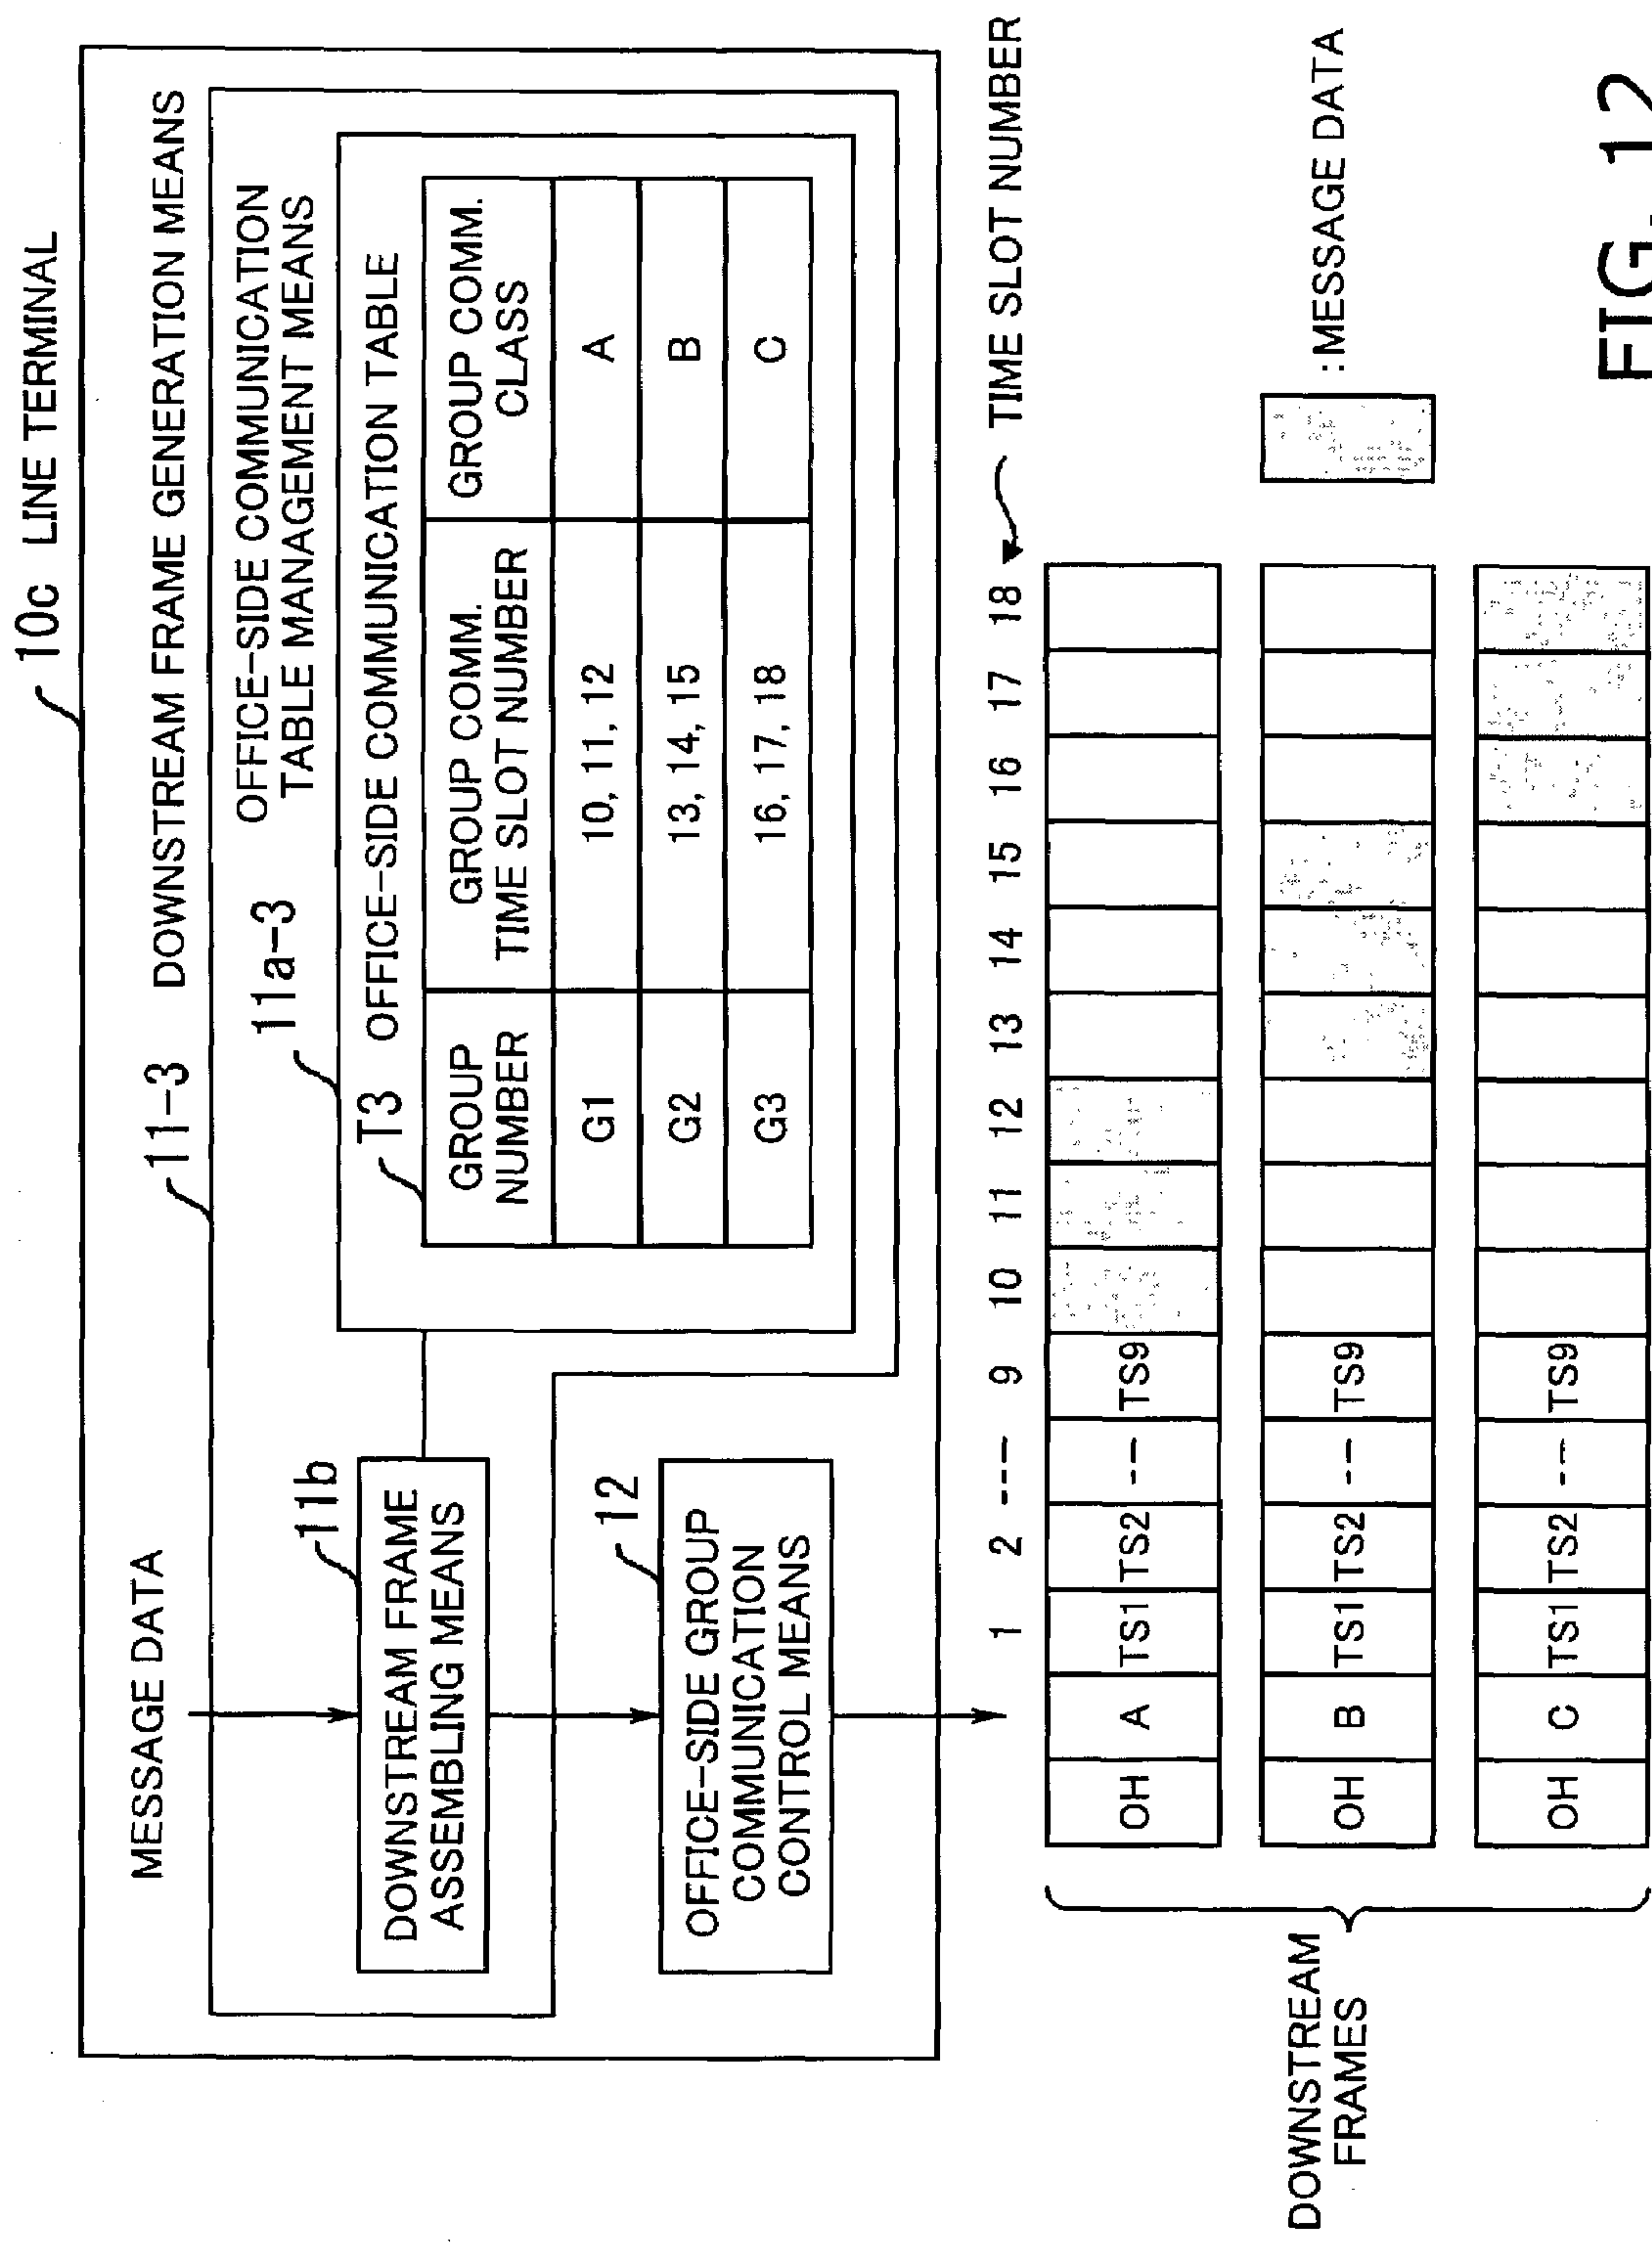 10c LINE TERMINAL
11-3 DOWNSTREAM FRAME GENERATION MEANS
MESSAGE DATA
11a-3 OFFICE-SIDE COMMUNICATION
TABLE MANAGEMENT MEANS
11b
DOWNSTREAM FRAME
ASSEMBLING MEANS
T3 OFFICE-SIDE COMMUNICATION TABLE
GROUP
NUMBER
GROUP COMM.
TIME SLOT NUMBER
GROUP COMM.
CLASS
G1 10, 11, 12 A
G2 13, 14, 15 B
G3 16, 17, 18 C
12
OFFICE-SIDE GROUP
COMMUNICATION
CONTROL MEANS
1 2 --- 9 10 11 12 13 14 15 16 17 18 TIME SLOT NUMBER
DOWNSTREAM
FRAMES
OH A TS1 TS2 -- TS9
OH B TS1 TS2 -- TS9
OH C TS1 TS2 -- TS9
: MESSAGE DATA
FIG. 12